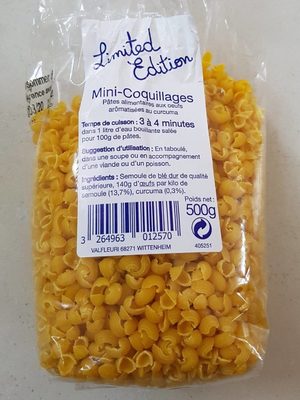 Limited
Edition
Mini-Coquillages
Pâtes alimentaires aux oeufs
aromatisées au curcuma
Temps de cuisson : 3 à 4 minutes
dans 1 litre d'eau bouillante salée
pour 100g de pâtes.
Suggestion d'utilisation : En taboulé,
dans une soupe ou en accompagnement
d'une viande ou d'un poisson.
Ingrédients : Semoule de blé dur de qualité
supérieure, 140g d'œufs par kilo de
semoule (13,7%), curcuma (0,3%).
Poids net :
500g
3 264963 012570
VALFLEURI 68271 WITTENHEIM
405251